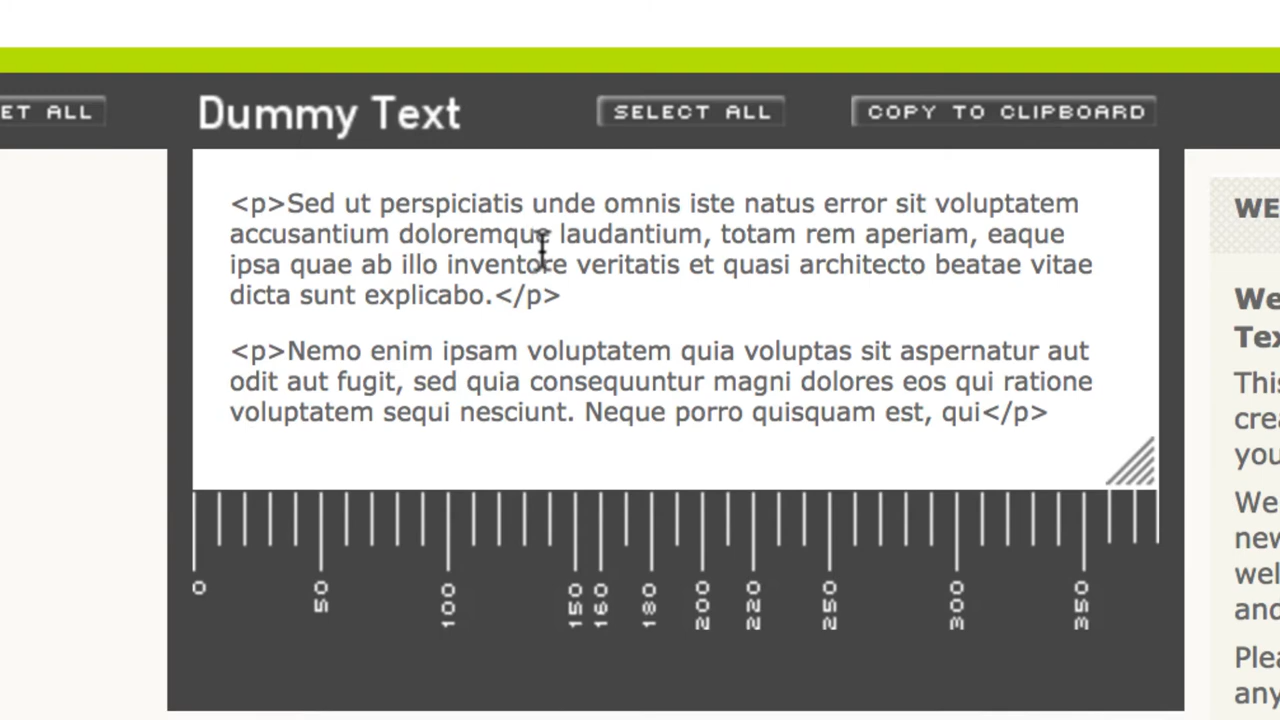 ET ALL
Dummy Text
SELECT ALL
COPY TO CLIPBOARD
<p>Sed ut perspiciatis unde omnis iste natus error sit voluptatem
accusantium doloremque laudantium, totam rem aperiam, eaque
ipsa quae ab illo inventore veritatis et quasi architecto beatae vitae
dicta sunt explicabo.</p>
<p>Nemo enim ipsam voluptatem quia voluptas sit aspernatur aut
odit aut fugit, sed quia consequuntur magni dolores eos qui ratione
voluptatem sequi nesciunt. Neque porro quisquam est, qui</p>
0 50 100 150 160 180 200 220 250 300 350
WE
We
Tex
This
crea
you
We
new
wel
and
Plea
any